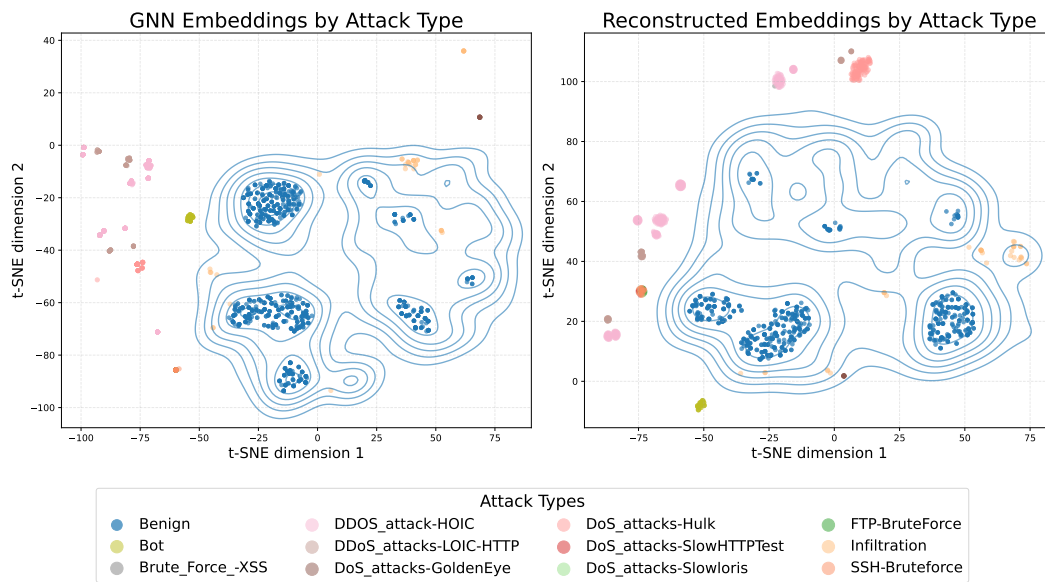 GNN Embeddings by Attack Type
Reconstructed Embeddings by Attack Type
t-SNE dimension 2
40
20
0
−20
−40
−60
−80
−100
−100
−75
−50
−25
0
25
50
75
t-SNE dimension 1
t-SNE dimension 2
100
80
60
40
20
0
−75
−50
−25
0
25
50
75
t-SNE dimension 1
Attack Types
Benign
Bot
Brute_Force_-XSS
DDOS_attack-HOIC
DDoS_attacks-LOIC-HTTP
DoS_attacks-GoldenEye
DoS_attacks-Hulk
DoS_attacks-SlowHTTPTest
DoS_attacks-Slowloris
FTP-BruteForce
Infiltration
SSH-Bruteforce